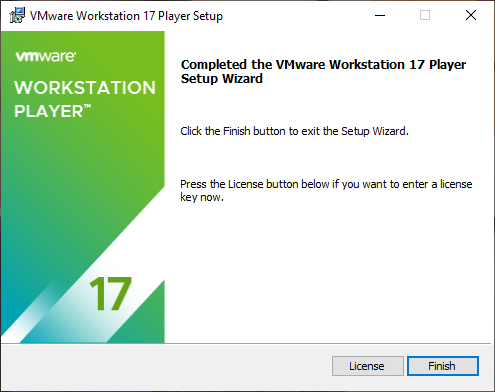 VMware Workstation 17 Player Setup
vmware
WORKSTATION
PLAYER™
17
Completed the VMware Workstation 17 Player
Setup Wizard
Click the Finish button to exit the Setup Wizard.
Press the License button below if you want to enter a license
key now.
License
Finish